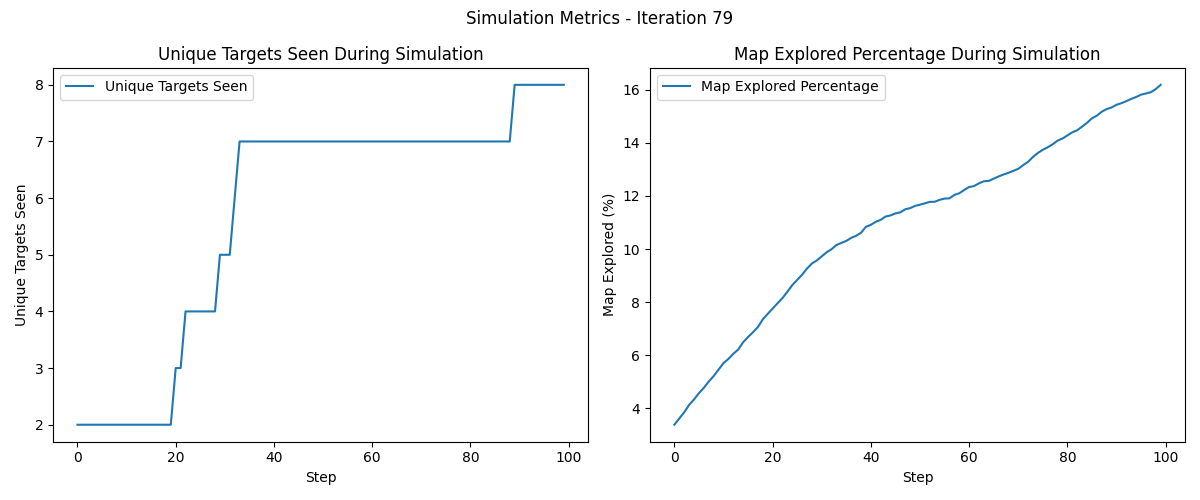 Simulation Metrics - Iteration 79
Unique Targets Seen During Simulation
Unique Targets Seen
8
7
6
5
4
3
2
Unique Targets Seen
0 20 40 60 80 100
Step
Map Explored Percentage During Simulation
Map Explored Percentage
16
14
12
10
8
6
4
Map Explored (%)
0 20 40 60 80 100
Step